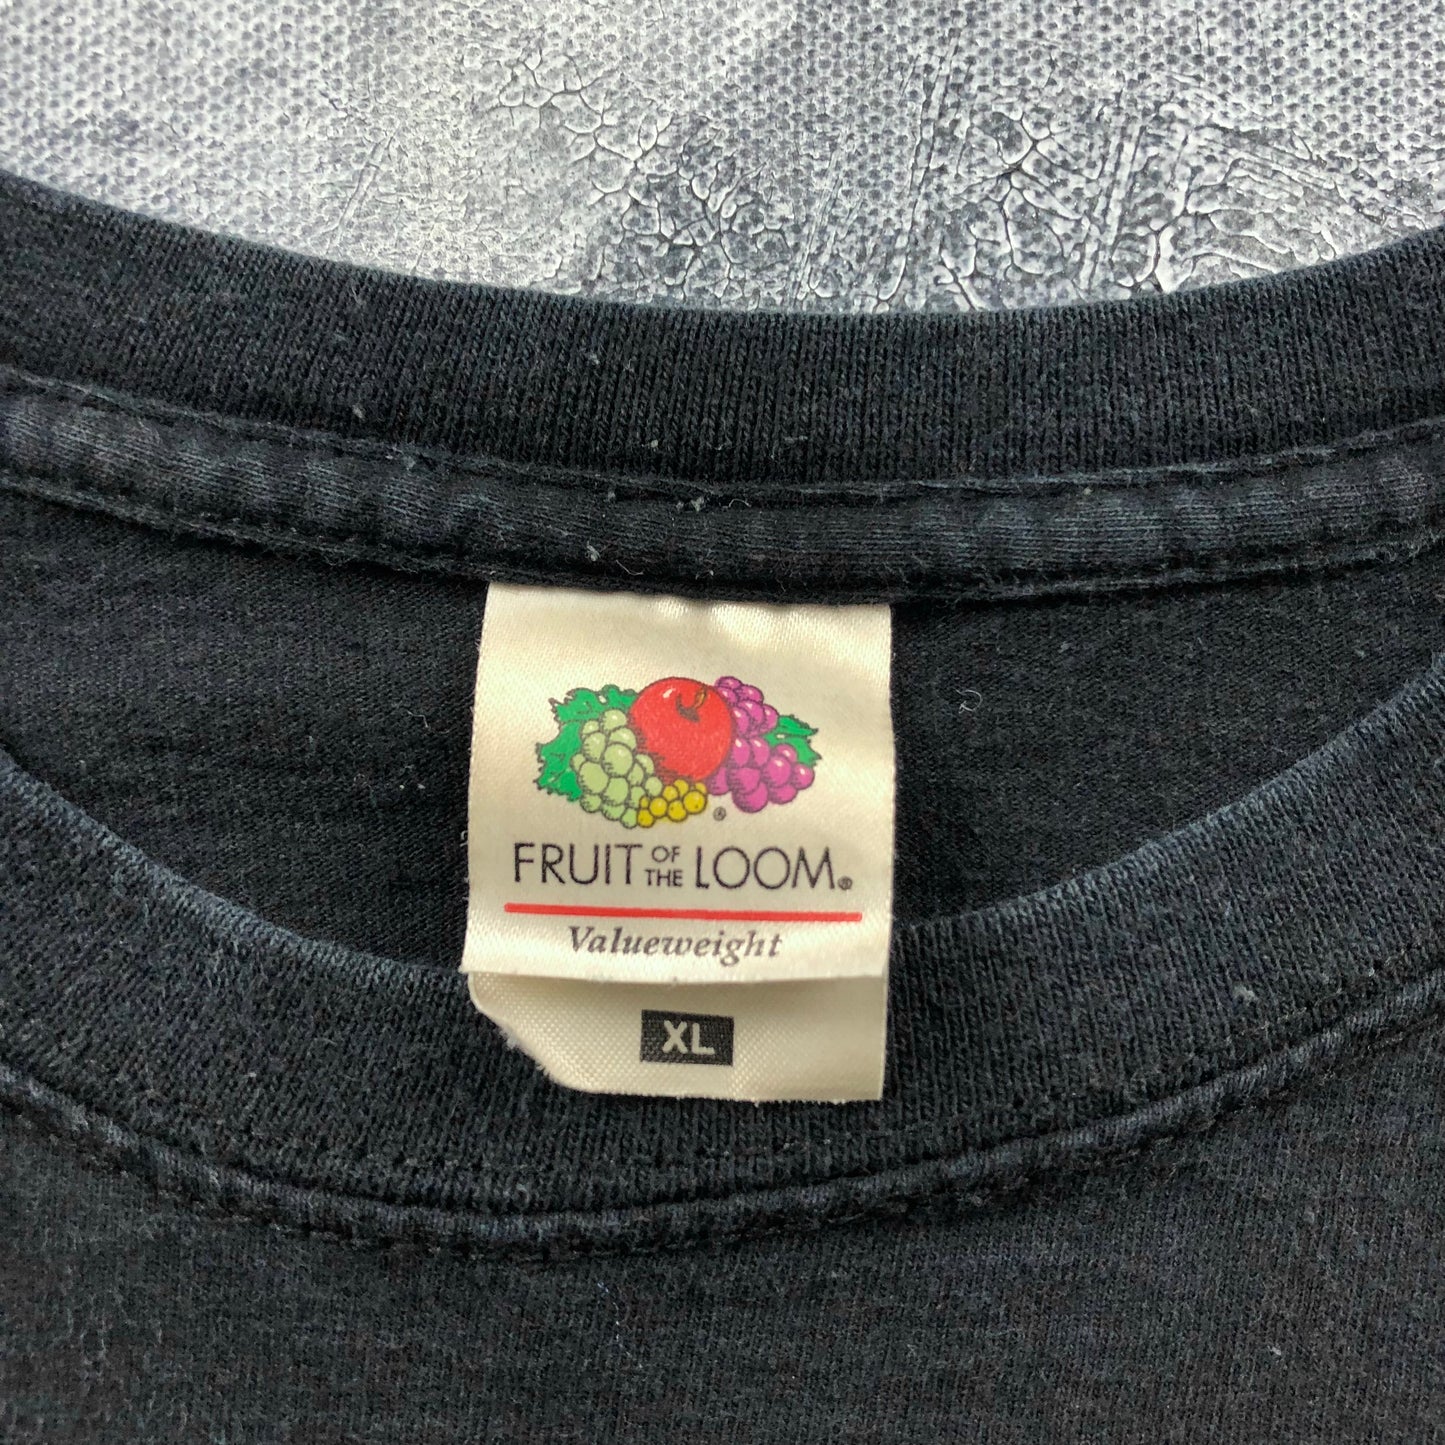 ®
FRUIT OF THE LOOM®
Valueweight
XL